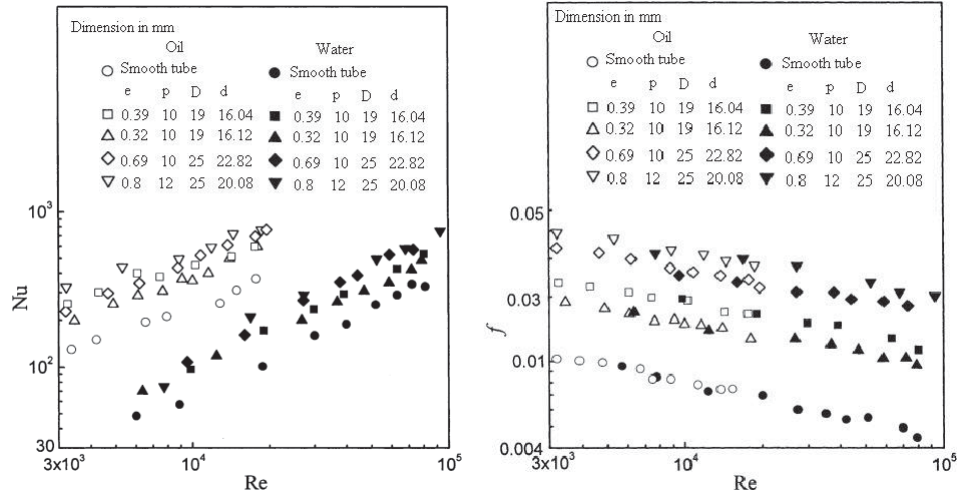 Dimension in mm
Oil Water
Smooth tube Smooth tube
e p D d e p D d
0.39 10 19 16.04 0.39 10 19 16.04
0.32 10 19 16.12 0.32 10 19 16.12
0.69 10 25 22.82 0.69 10 25 22.82
0.8 12 25 20.08 0.8 12 25 20.08
10³
Nu
10²
30
3x10³ 10⁴ 10⁵
Re
Dimension in mm
Oil Water
Smooth tube Smooth tube
e p D d e p D d
0.39 10 19 16.04 0.39 10 19 16.04
0.32 10 19 16.12 0.32 10 19 16.12
0.69 10 25 22.82 0.69 10 25 22.82
0.8 12 25 20.08 0.8 12 25 20.08
0.05
0.03
f
0.01
0.004
3x10³ 10⁴ 10⁵
Re